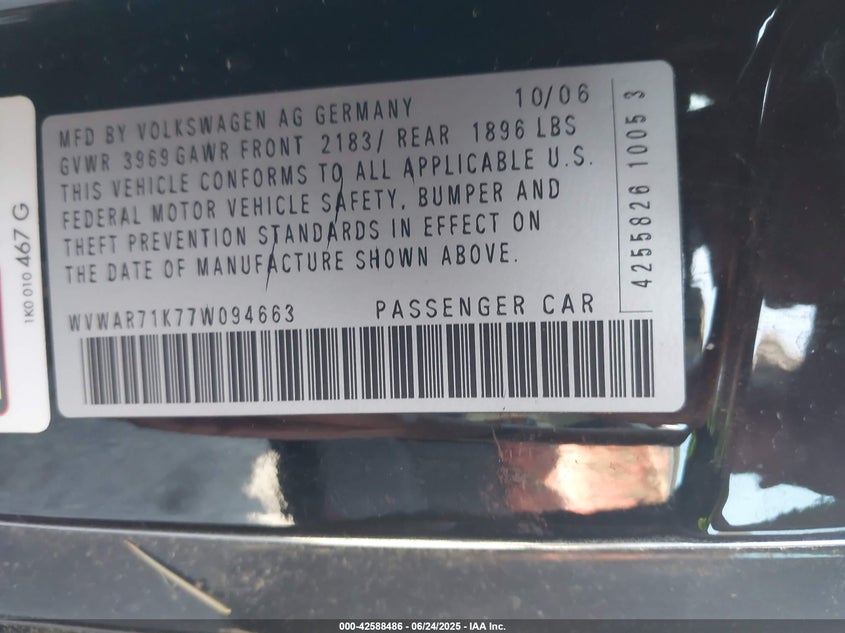 MFD BY VOLKSWAGEN AG GERMANY 10/06
GVWR 3969 GAWR FRONT 2183/ REAR 1896 LBS
THIS VEHICLE CONFORMS TO ALL APPLICABLE U.S.
FEDERAL MOTOR VEHICLE SAFETY, BUMPER AND
THEFT PREVENTION STANDARDS IN EFFECT ON
THE DATE OF MANUFACTURE SHOWN ABOVE.
WVWAR71K77W094663 PASSENGER CAR
4255826 1005 3
1K0 010 467 G
000-42588486 - 06/24/2025 - IAA Inc.